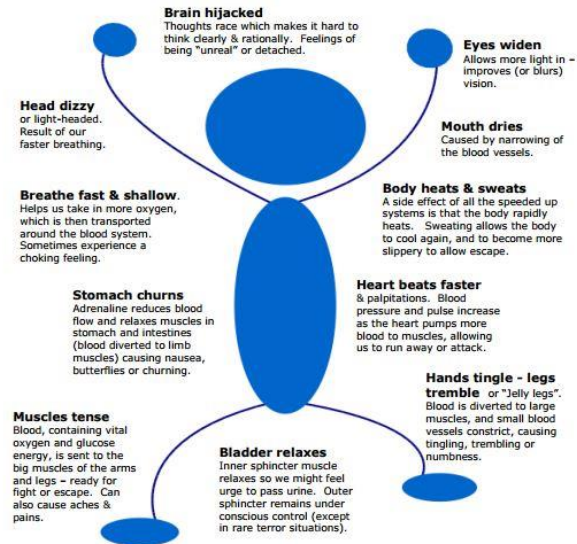 Brain hijacked
Thoughts race which makes it hard to
think clearly & rationally.  Feelings of
being “unreal” or detached.
Eyes widen
Allows more light in –
improves (or blurs)
vision.
Head dizzy
or light-headed.
Result of our
faster breathing.
Mouth dries
Caused by narrowing of
the blood vessels.
Breathe fast & shallow.
Helps us take in more oxygen,
which is then transported
around the blood system.
Sometimes experience a
choking feeling.
Body heats & sweats
A side effect of all the speeded up
systems is that the body rapidly
heats.  Sweating allows the body
to cool again, and to become more
slippery to allow escape.
Stomach churns
Adrenaline reduces blood
flow and relaxes muscles in
stomach and intestines
(blood diverted to limb
muscles) causing nausea,
butterflies or churning.
Heart beats faster
& palpitations.  Blood
pressure and pulse increase
as the heart pumps more
blood to muscles, allowing
us to run away or attack.
Hands tingle - legs
tremble or “Jelly legs”.
Blood is diverted to large
muscles, and small blood
vessels constrict, causing
tingling, trembling or
numbness.
Muscles tense
Blood, containing vital
oxygen and glucose
energy, is sent to the
big muscles of the arms
and legs – ready for
fight or escape.  Can
also cause aches &
pains.
Bladder relaxes
Inner sphincter muscle
relaxes so we might feel
urge to pass urine.  Outer
sphincter remains under
conscious control (except
in rare terror situations).